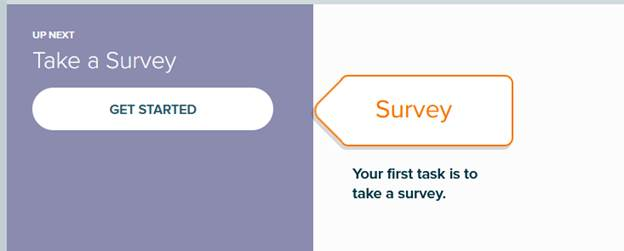 UP NEXT
Take a Survey
GET STARTED
Survey
Your first task is to
take a survey.